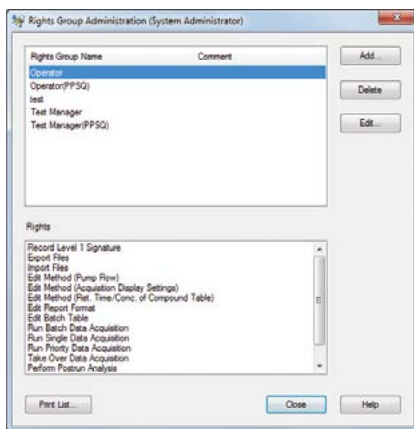 Rights Group Administration (System Administrator)
Rights Group Name Comment
Operator
Operator(PPSQ)
test
Test Manager
Test Manager(PPSQ)
Add...
Delete
Edit...
Rights
Record Level 1 Signature
Export Files
Import Files
Edit Method (Pump Flow)
Edit Method (Acquisition Display Settings)
Edit Method (Ret. Time/Conc. of Compound Table)
Edit Report Format
Edit Batch Table
Run Batch Data Acquisition
Run Single Data Acquisition
Run Priority Data Acquisition
Take Over Data Acquisition
Perform Postrun Analysis
Print List... Close Help